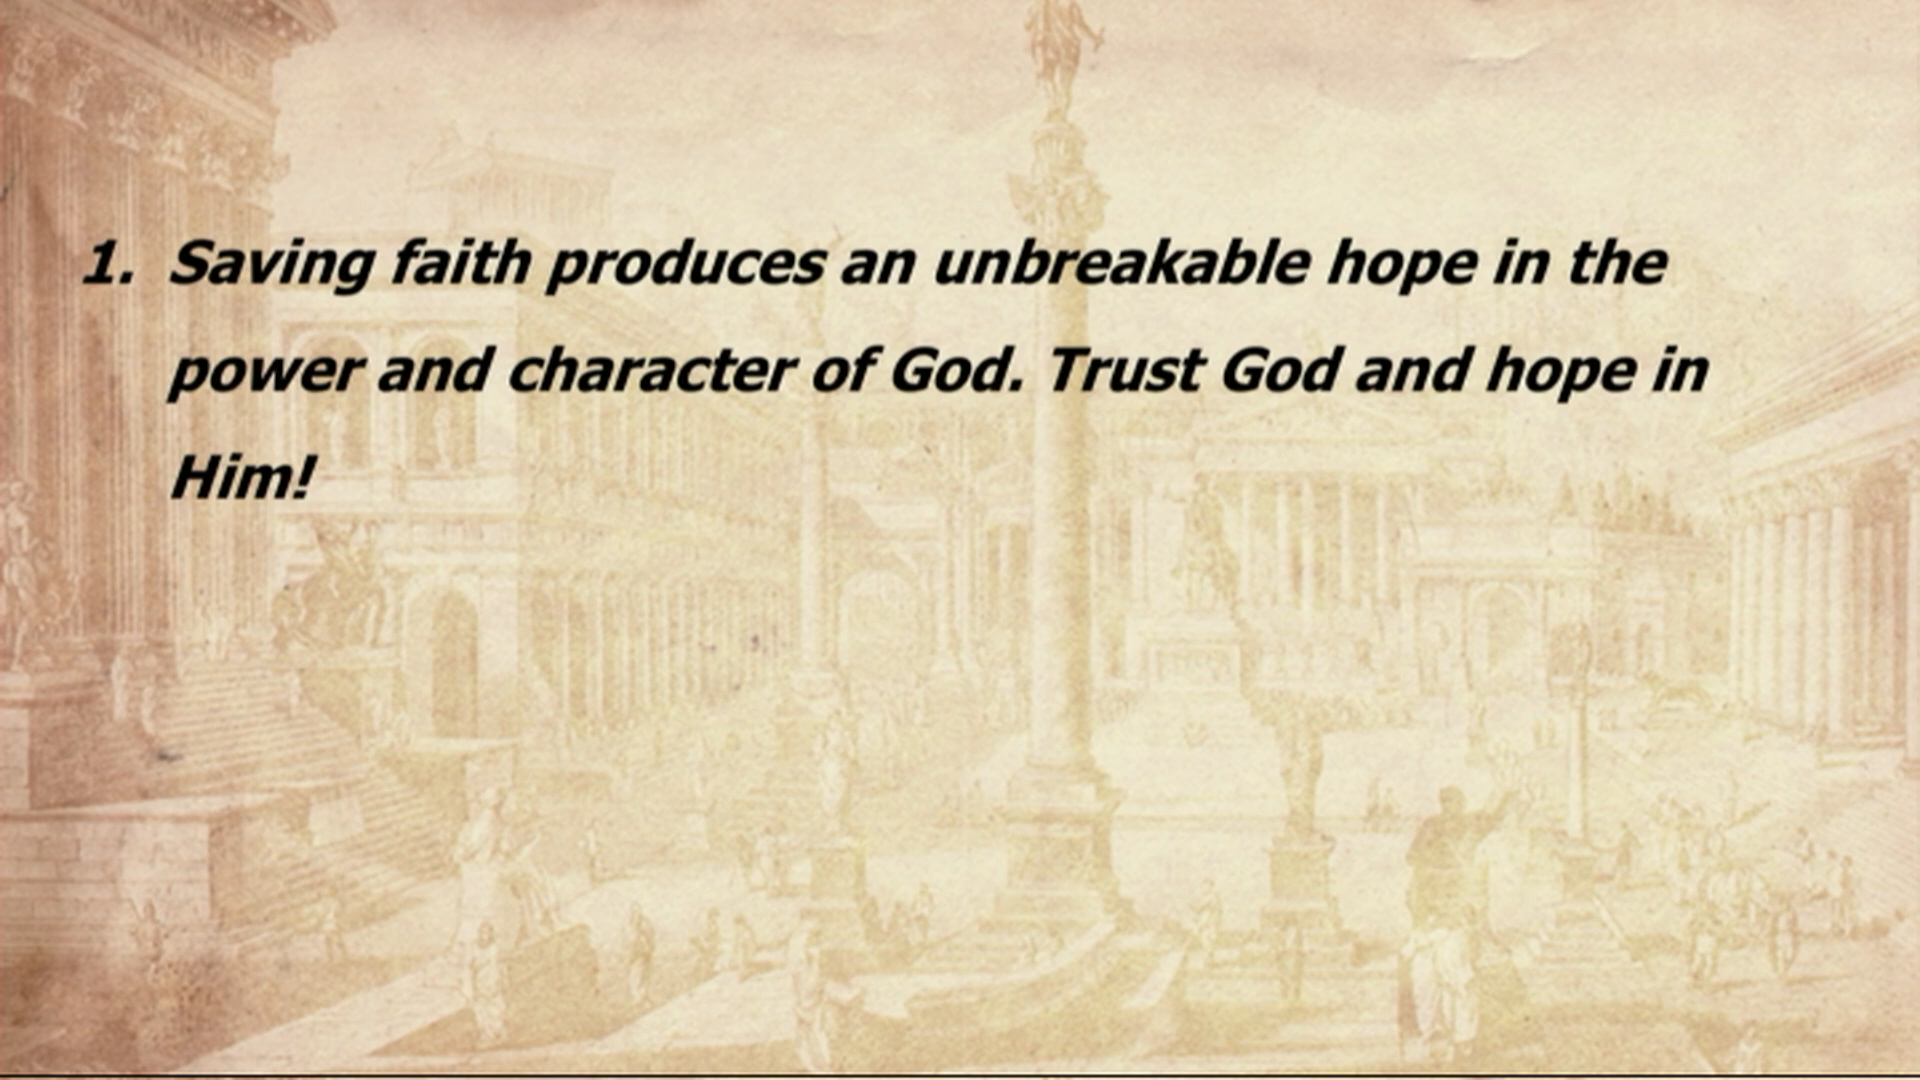 1. Saving faith produces an unbreakable hope in the
power and character of God. Trust God and hope in
Him!